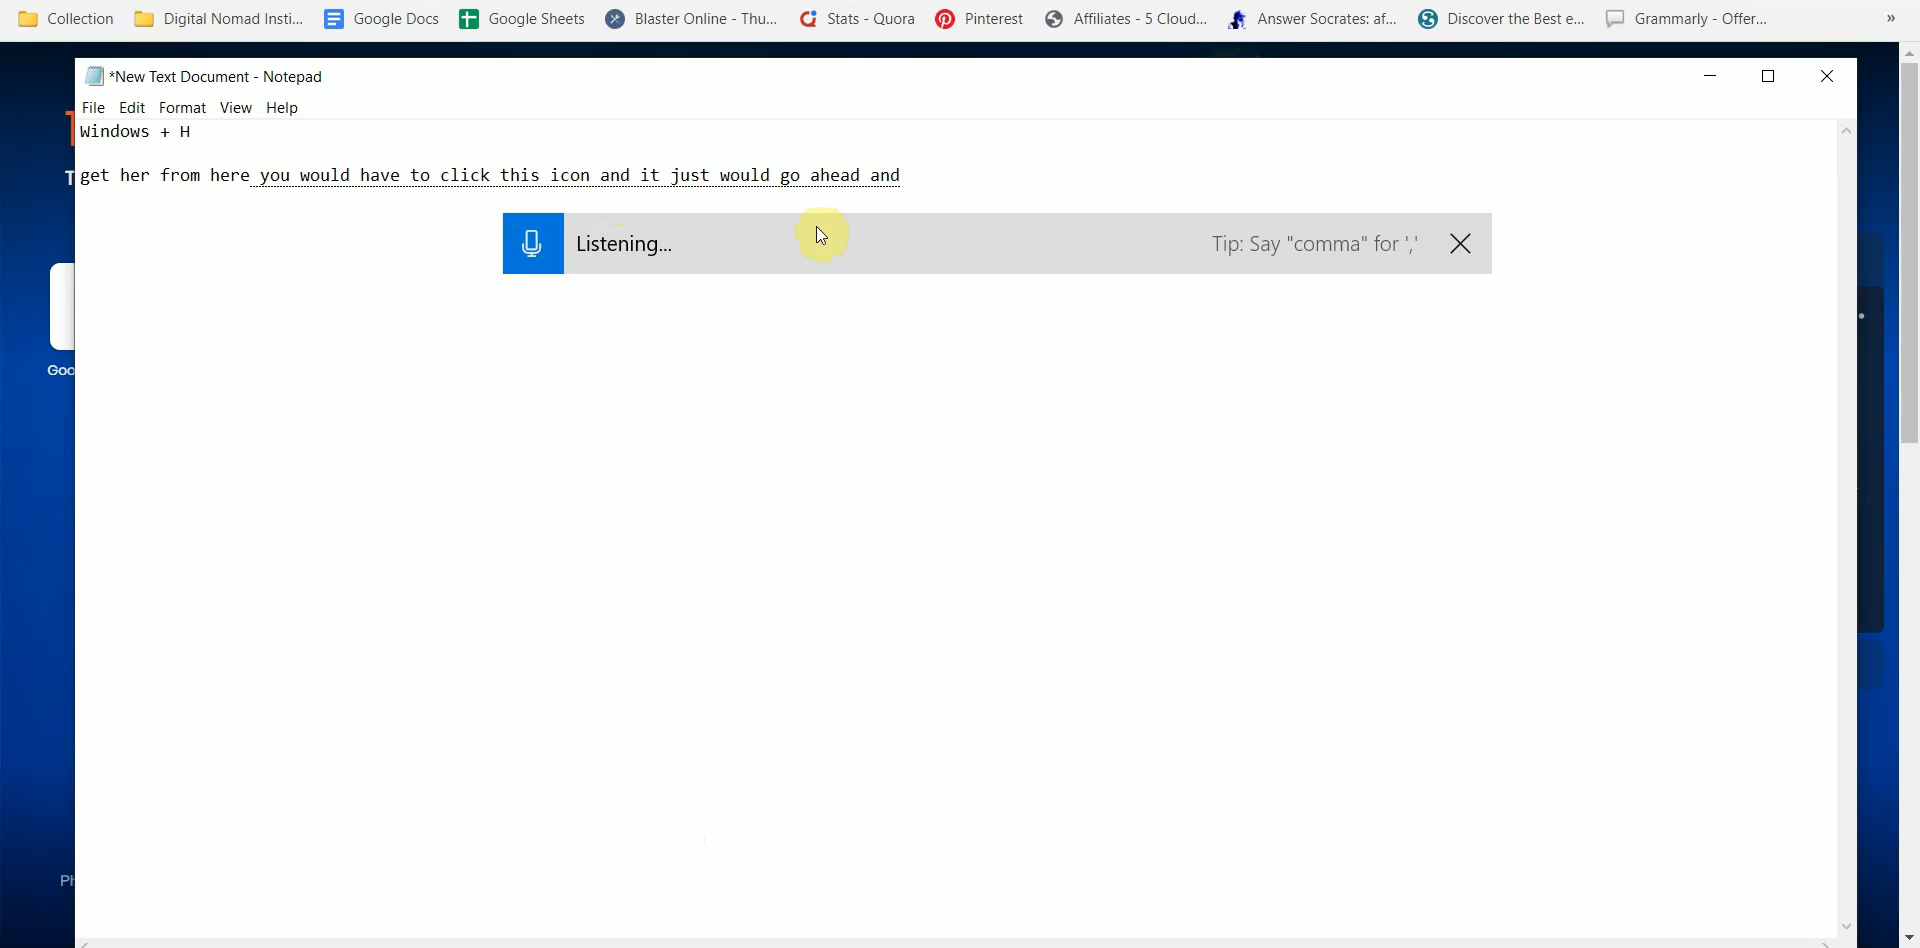 Collection Digital Nomad Insti... Google Docs Google Sheets Blaster Online - Thu... Stats - Quora Pinterest Affiliates - 5 Cloud... Answer Socrates: af... Discover the Best e... Grammarly - Offer... »
*New Text Document - Notepad
File Edit Format View Help
Windows + H
get her from here you would have to click this icon and it just would go ahead and
Listening... Tip: Say "comma" for ','
Goo
Ph